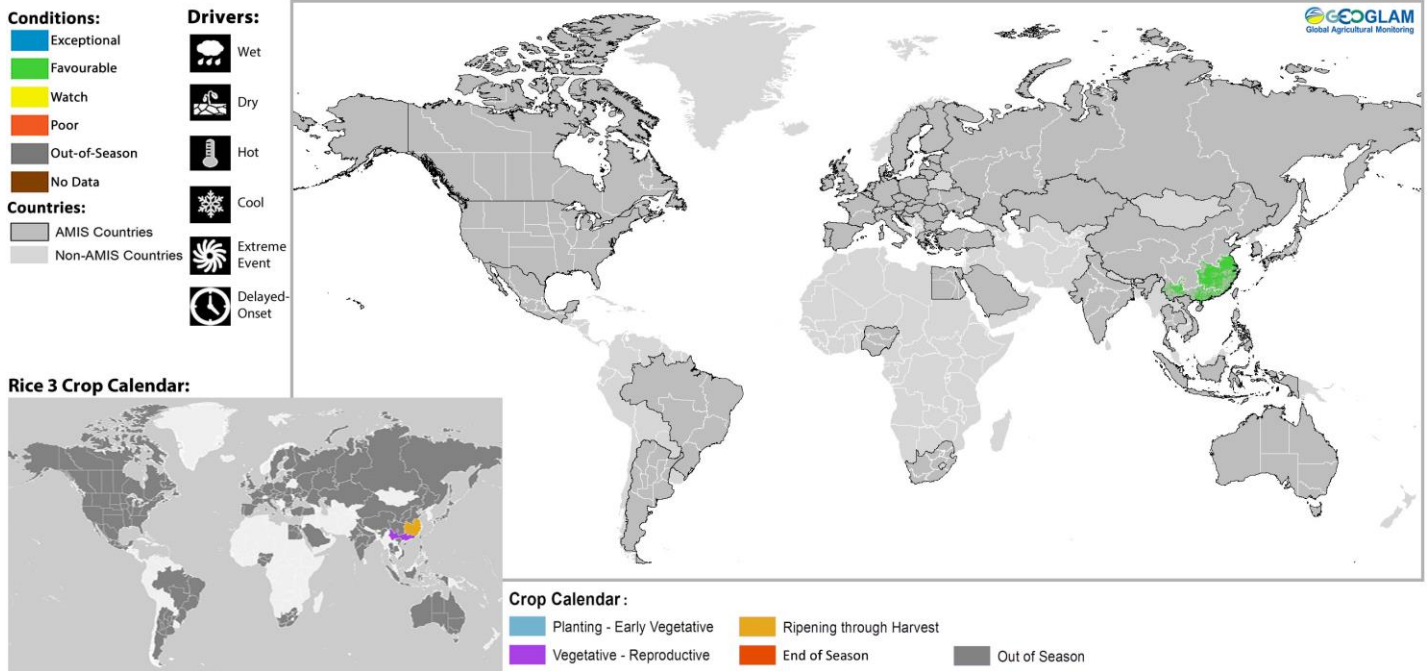 Conditions:
Exceptional
Favourable
Watch
Poor
Out-of-Season
No Data
Countries:
AMIS Countries
Non-AMIS Countries
Drivers:
Wet
Dry
Hot
Cool
Extreme
Event
Delayed-
Onset
GEOGLAM
Global Agricultural Monitoring
Rice 3 Crop Calendar:
Crop Calendar :
Planting - Early Vegetative
Vegetative - Reproductive
Ripening through Harvest
End of Season
Out of Season